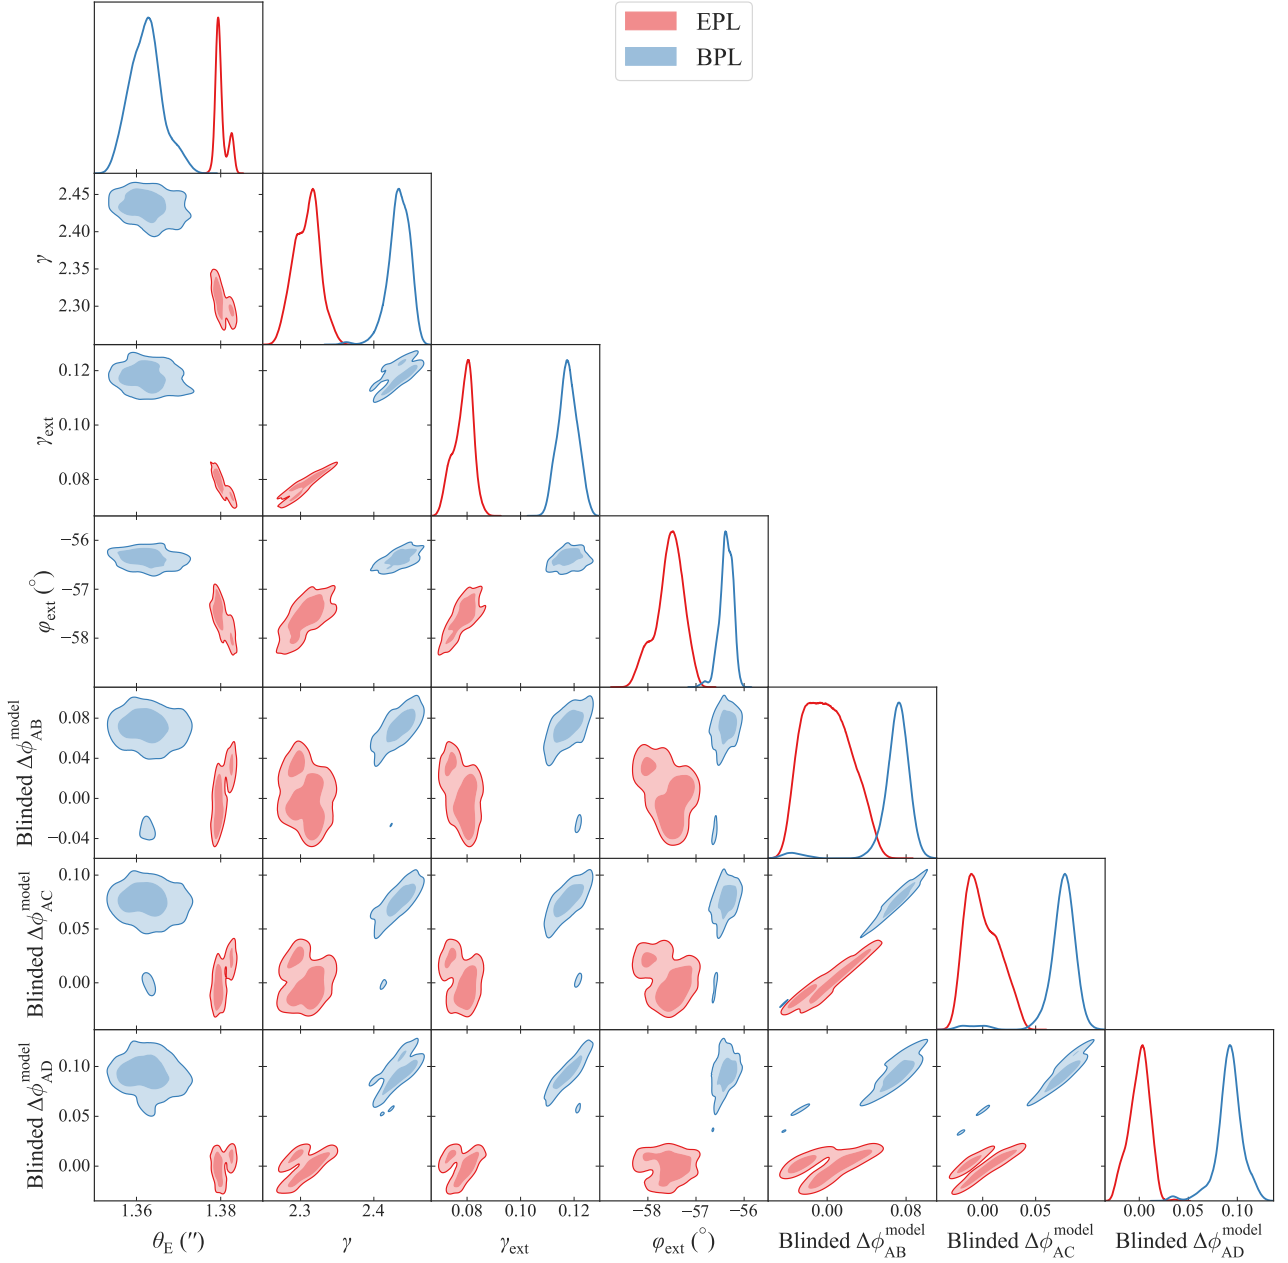 EPL
BPL
2.45
2.40
2.35
2.30
γ
0.12
0.10
0.08
γext
−56
−57
−58
φext (°)
0.08
0.04
0.00
−0.04
Blinded Δϕ^model_AB
0.10
0.05
0.00
Blinded Δϕ^model_AC
0.10
0.05
0.00
Blinded Δϕ^model_AD
1.36 1.38 2.3 2.4 0.08 0.10 0.12 −58 −57 −56 0.00 0.08 0.00 0.05 0.00 0.05 0.10
θE (″) γ γext φext (°) Blinded Δϕ^model_AB Blinded Δϕ^model_AC Blinded Δϕ^model_AD